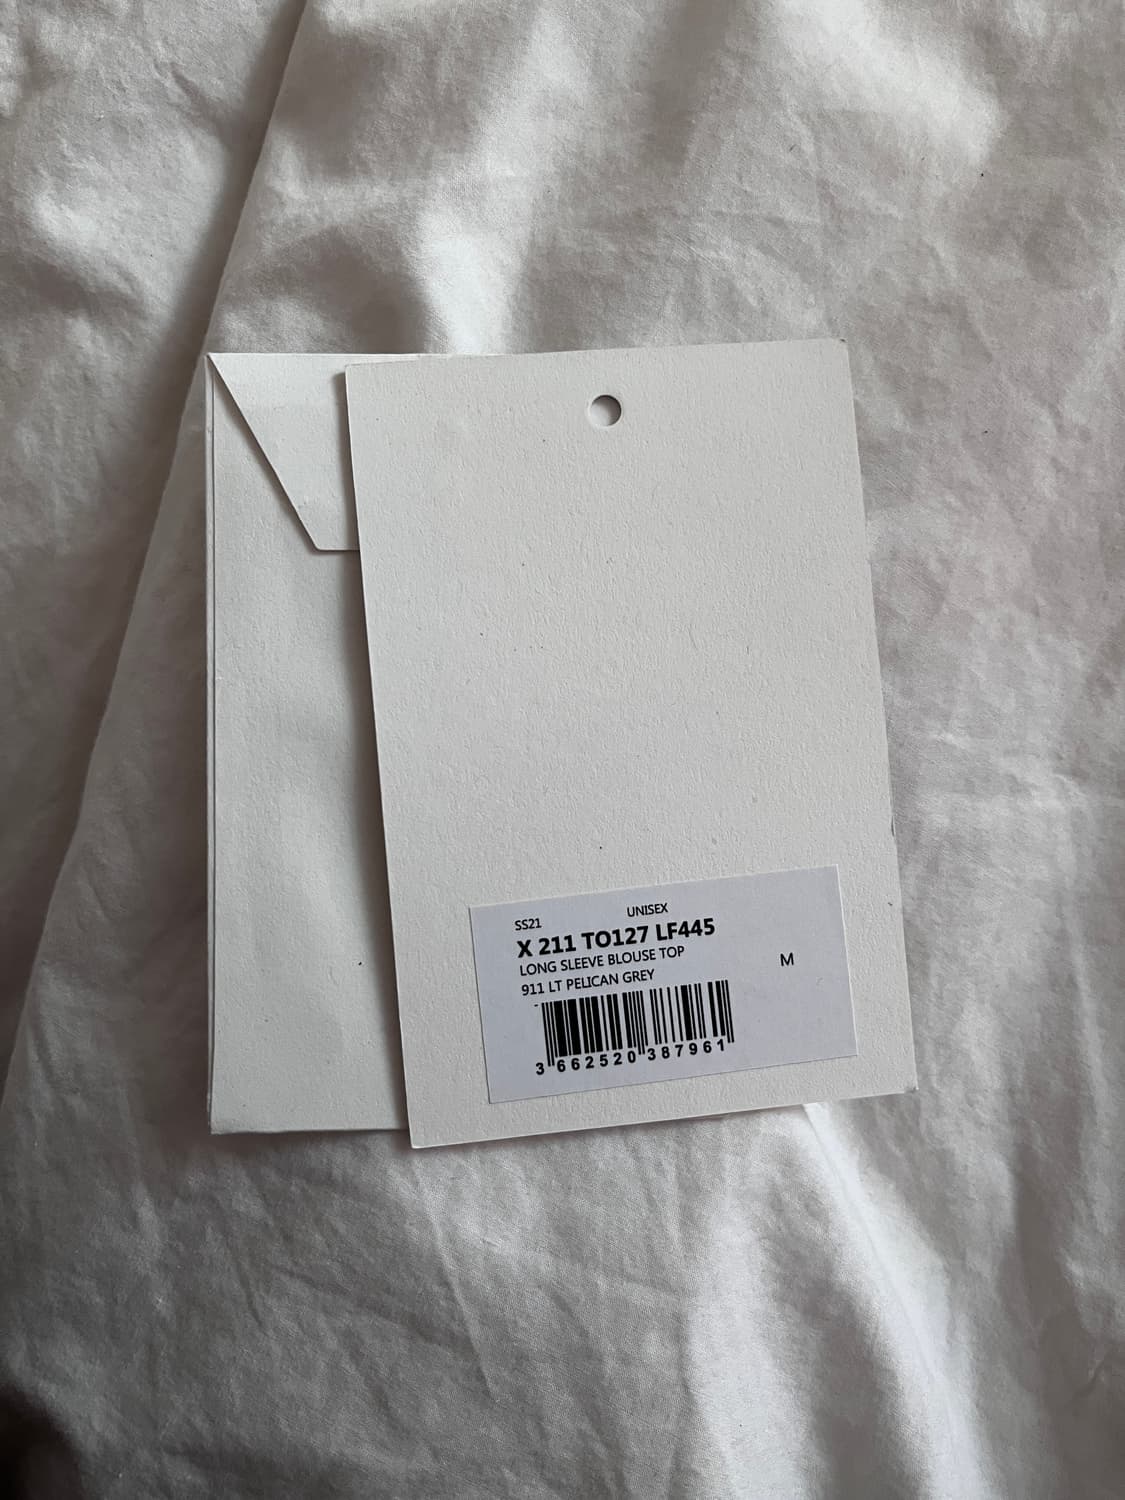 SS21 UNISEX
X 211 TO127 LF445
LONG SLEEVE BLOUSE TOP
M
911 LT PELICAN GREY
3 662520 387961